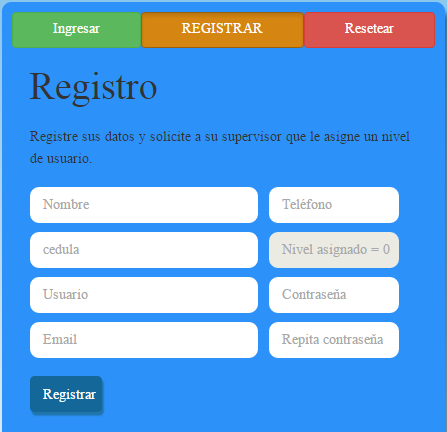 Ingresar REGISTRAR Resetear
Registro
Registre sus datos y solicite a su supervisor que le asigne un nivel
de usuario.
Nombre Teléfono
cedula Nivel asignado = 0
Usuario Contraseña
Email Repita contraseña
Registrar